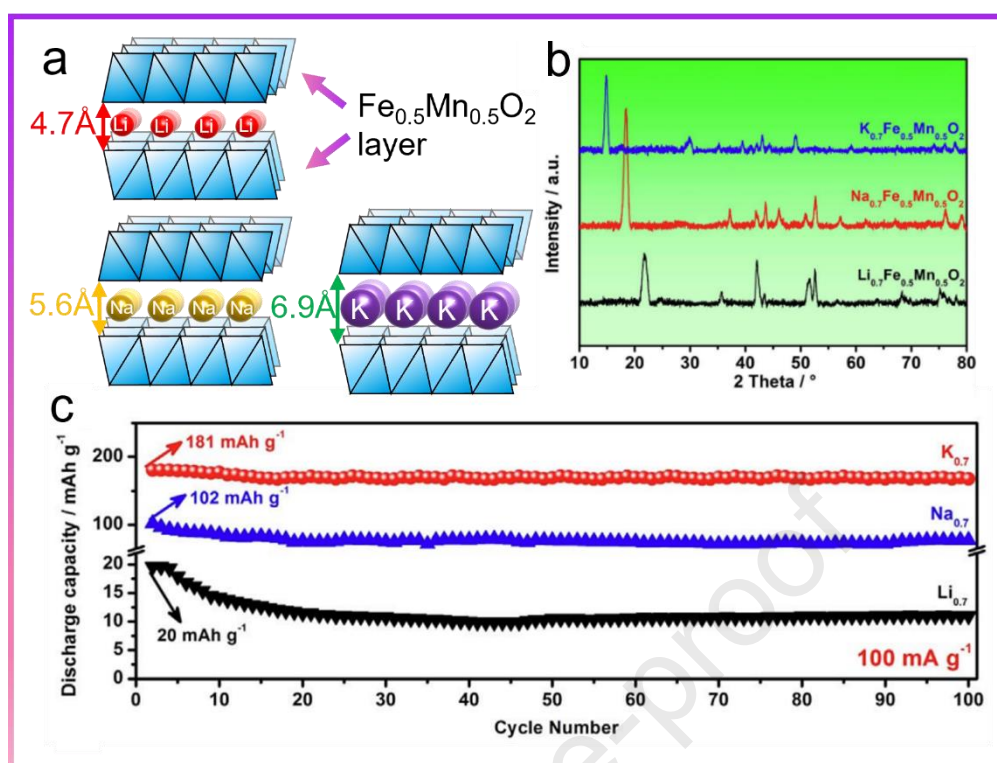 a
4.7Å
Li Li Li Li
Fe0.5Mn0.5O2
layer
5.6Å
Na Na Na Na
6.9Å
K K K K
b
Intensity / a.u.
K0.7Fe0.5Mn0.5O2
Na0.7Fe0.5Mn0.5O2
Li0.7Fe0.5Mn0.5O2
10 20 30 40 50 60 70 80
2 Theta / °
c
Discharge capacity / mAh g-1
200
100
20
15
10
5
0
181 mAh g-1
K0.7
102 mAh g-1
Na0.7
20 mAh g-1
Li0.7
100 mA g-1
0 10 20 30 40 50 60 70 80 90 100
Cycle Number
e-proof